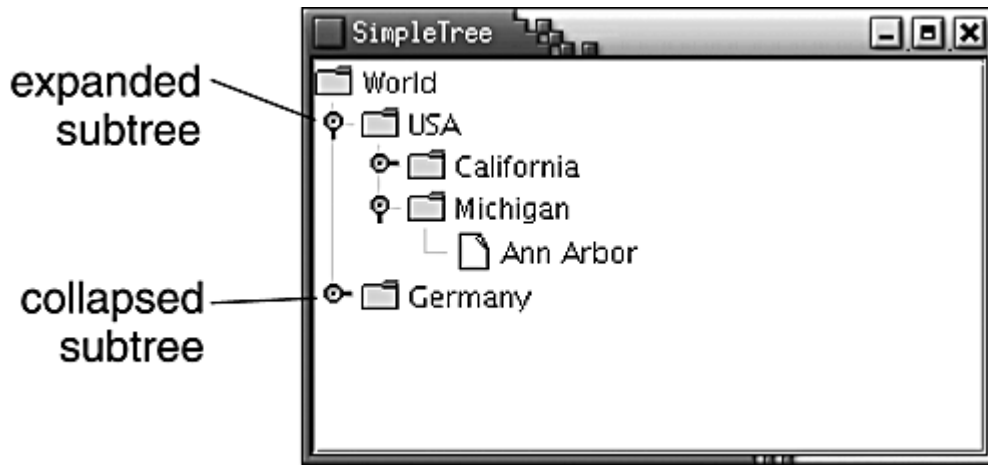 SimpleTree
expanded
subtree
World
USA
California
Michigan
Ann Arbor
collapsed
subtree
Germany